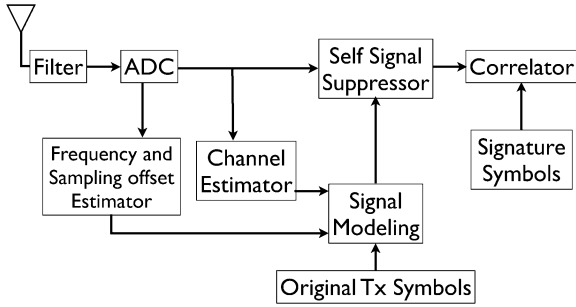 Filter
ADC
Self Signal
Suppressor
Correlator
Frequency and
Sampling offset
Estimator
Channel
Estimator
Signal
Modeling
Signature
Symbols
Original Tx Symbols